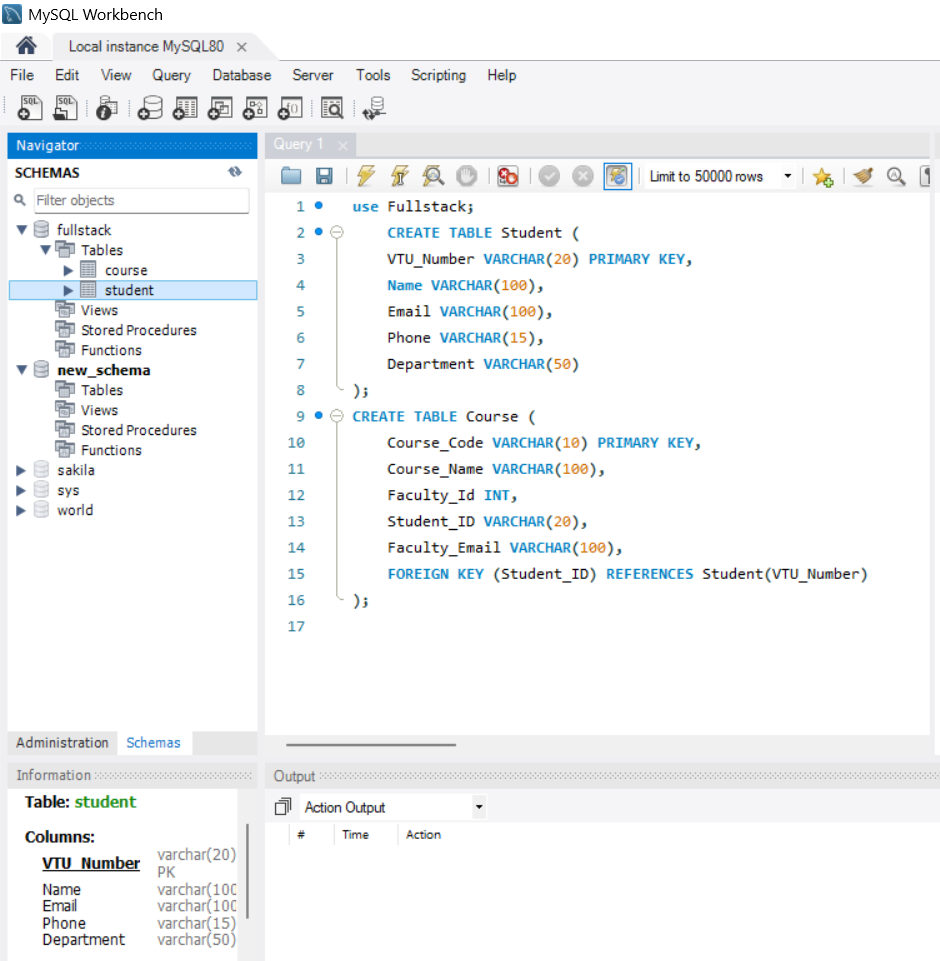 MySQL Workbench
Local instance MySQL80
File Edit View Query Database Server Tools Scripting Help
SQL SQL
Navigator
SCHEMAS
Filter objects
fullstack
Tables
course
student
Views
Stored Procedures
Functions
new_schema
Tables
Views
Stored Procedures
Functions
sakila
sys
world
Administration Schemas
Information
Table: student
Columns:
VTU_Number varchar(20) PK
Name varchar(100
Email varchar(100
Phone varchar(15)
Department varchar(50)
Query 1
Limit to 50000 rows
1 use Fullstack;
2 CREATE TABLE Student (
3 VTU_Number VARCHAR(20) PRIMARY KEY,
4 Name VARCHAR(100),
5 Email VARCHAR(100),
6 Phone VARCHAR(15),
7 Department VARCHAR(50)
8 );
9 CREATE TABLE Course (
10 Course_Code VARCHAR(10) PRIMARY KEY,
11 Course_Name VARCHAR(100),
12 Faculty_Id INT,
13 Student_ID VARCHAR(20),
14 Faculty_Email VARCHAR(100),
15 FOREIGN KEY (Student_ID) REFERENCES Student(VTU_Number)
16 );
17
Output
Action Output
# Time Action